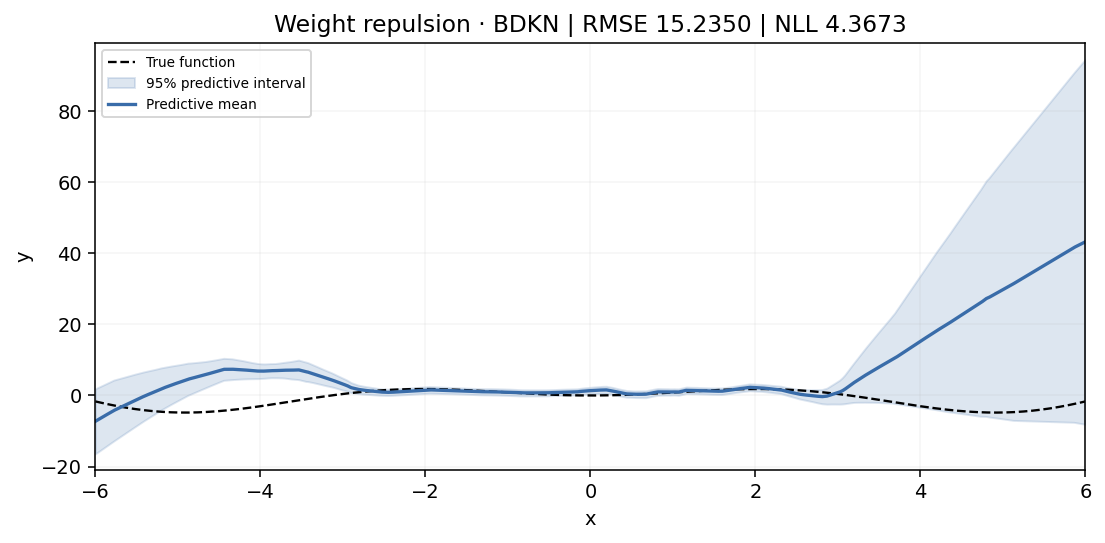 Weight repulsion · BDKN | RMSE 15.2350 | NLL 4.3673
True function
95% predictive interval
Predictive mean
y
80
60
40
20
0
−20
−6
−4
−2
0
2
4
6
x